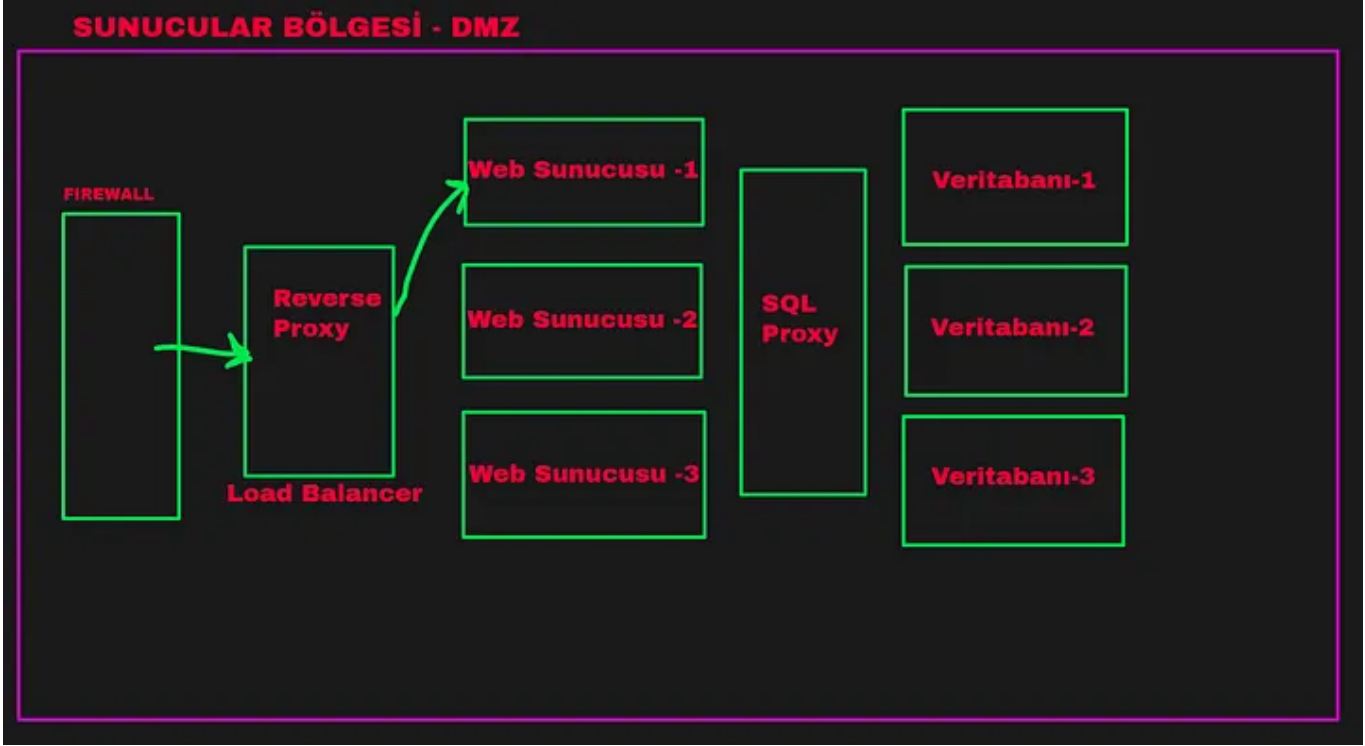 SUNUCULAR BÖLGESİ - DMZ
FIREWALL
Reverse
Proxy
Load Balancer
Web Sunucusu -1
Web Sunucusu -2
Web Sunucusu -3
SQL
Proxy
Veritabanı-1
Veritabanı-2
Veritabanı-3